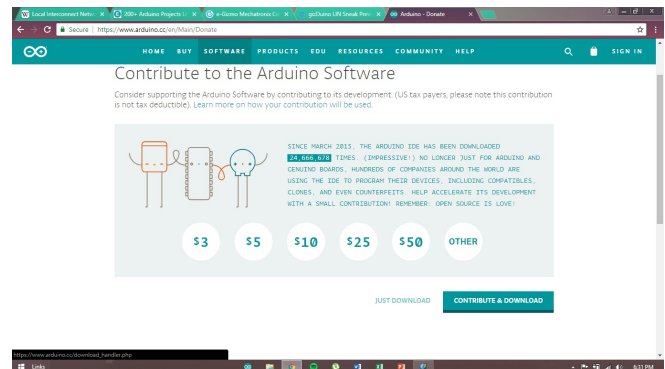 Local Interconnect Netwo
200+ Arduino Projects Lis
e-Gizmo Mechatronix Ce
gizDuino LIN Sneak Previ
Arduino - Donate
Secure
https://www.arduino.cc/en/Main/Donate
HOME BUY SOFTWARE PRODUCTS EDU RESOURCES COMMUNITY HELP
SIGN IN
Contribute to the Arduino Software
Consider supporting the Arduino Software by contributing to its development. (US tax payers, please note this contribution
is not tax deductible). Learn more on how your contribution will be used.
SINCE MARCH 2015, THE ARDUINO IDE HAS BEEN DOWNLOADED
24,666,678 TIMES. (IMPRESSIVE!) NO LONGER JUST FOR ARDUINO AND
GENUINO BOARDS, HUNDREDS OF COMPANIES AROUND THE WORLD ARE
USING THE IDE TO PROGRAM THEIR DEVICES, INCLUDING COMPATIBLES,
CLONES, AND EVEN COUNTERFEITS. HELP ACCELERATE ITS DEVELOPMENT
WITH A SMALL CONTRIBUTION! REMEMBER: OPEN SOURCE IS LOVE!
$3 $5 $10 $25 $50 OTHER
JUST DOWNLOAD CONTRIBUTE & DOWNLOAD
https://www.arduino.cc/download_handler.php
Links
6:31 PM